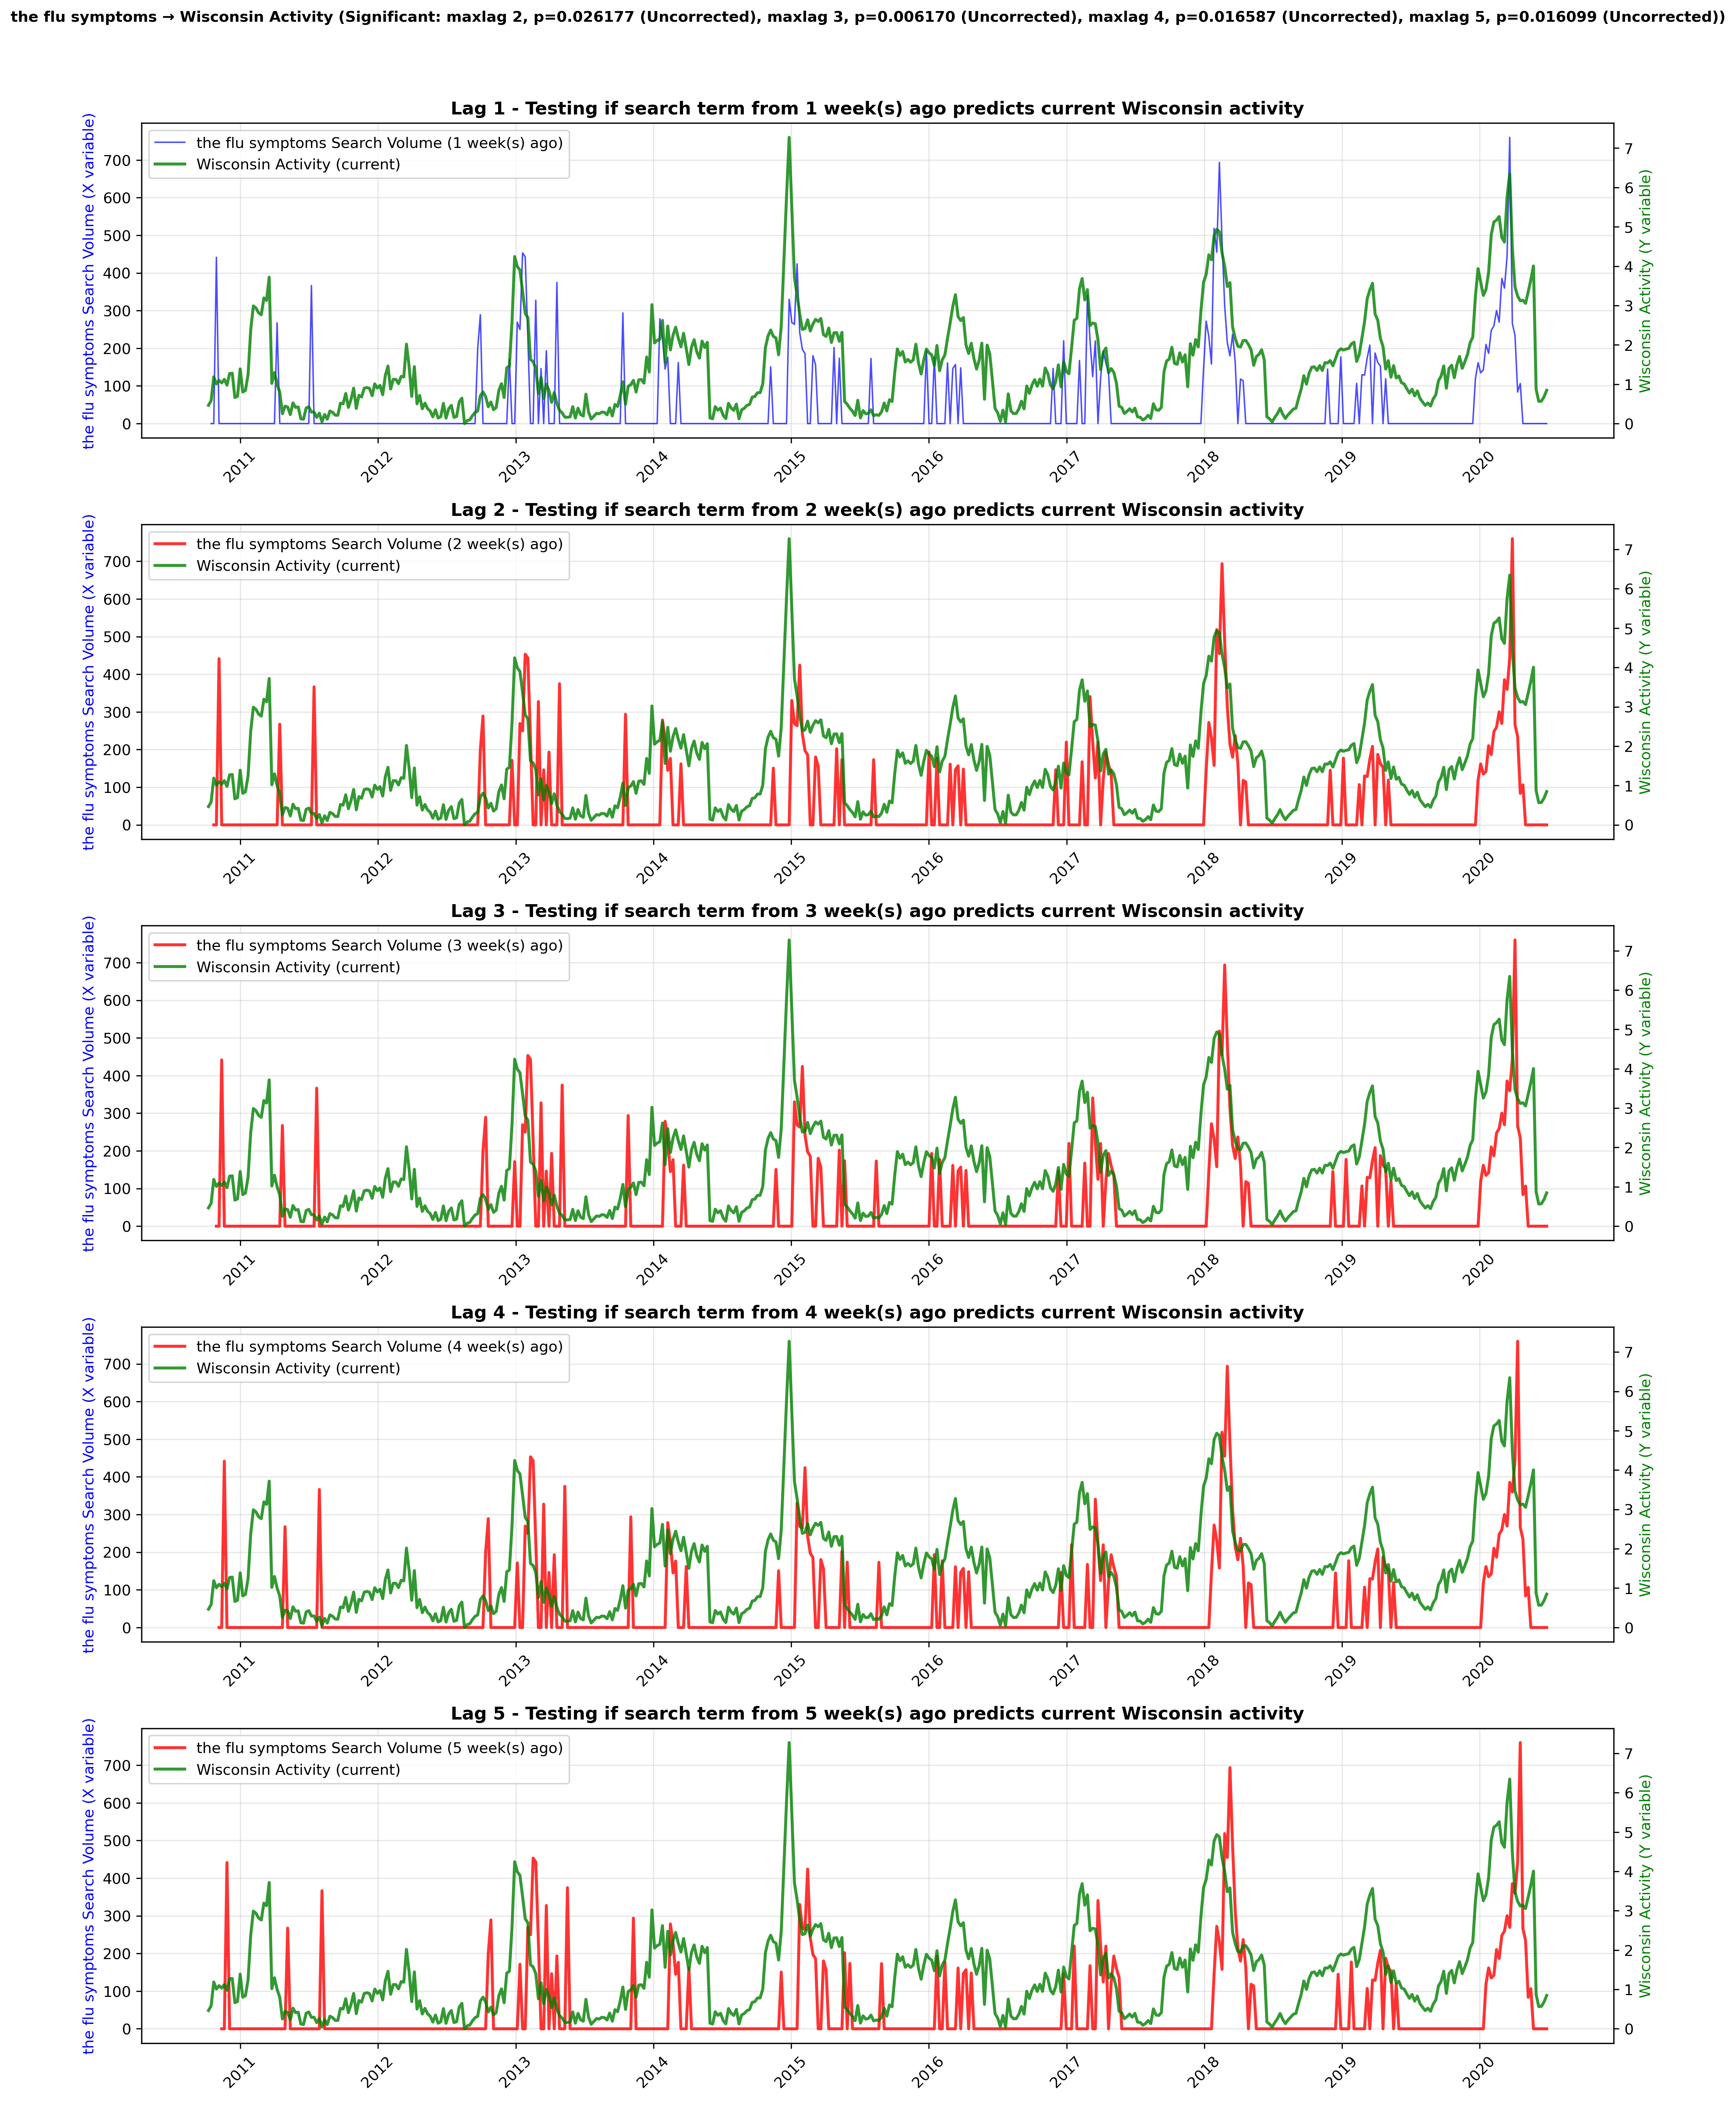 the flu symptoms → Wisconsin Activity (Significant: maxlag 2, p=0.026177 (Uncorrected), maxlag 3, p=0.006170 (Uncorrected), maxlag 4, p=0.016587 (Uncorrected), maxlag 5, p=0.016099 (Uncorrected))
Lag 1 - Testing if search term from 1 week(s) ago predicts current Wisconsin activity
the flu symptoms Search Volume (1 week(s) ago)
Wisconsin Activity (current)
the flu symptoms Search Volume (X variable)
700
600
500
400
300
200
100
0
7
6
5
4
3
2
1
0
Wisconsin Activity (Y variable)
2011 2012 2013 2014 2015 2016 2017 2018 2019 2020
Lag 2 - Testing if search term from 2 week(s) ago predicts current Wisconsin activity
the flu symptoms Search Volume (2 week(s) ago)
Wisconsin Activity (current)
the flu symptoms Search Volume (X variable)
700
600
500
400
300
200
100
0
7
6
5
4
3
2
1
0
Wisconsin Activity (Y variable)
2011 2012 2013 2014 2015 2016 2017 2018 2019 2020
Lag 3 - Testing if search term from 3 week(s) ago predicts current Wisconsin activity
the flu symptoms Search Volume (3 week(s) ago)
Wisconsin Activity (current)
the flu symptoms Search Volume (X variable)
700
600
500
400
300
200
100
0
7
6
5
4
3
2
1
0
Wisconsin Activity (Y variable)
2011 2012 2013 2014 2015 2016 2017 2018 2019 2020
Lag 4 - Testing if search term from 4 week(s) ago predicts current Wisconsin activity
the flu symptoms Search Volume (4 week(s) ago)
Wisconsin Activity (current)
the flu symptoms Search Volume (X variable)
700
600
500
400
300
200
100
0
7
6
5
4
3
2
1
0
Wisconsin Activity (Y variable)
2011 2012 2013 2014 2015 2016 2017 2018 2019 2020
Lag 5 - Testing if search term from 5 week(s) ago predicts current Wisconsin activity
the flu symptoms Search Volume (5 week(s) ago)
Wisconsin Activity (current)
the flu symptoms Search Volume (X variable)
700
600
500
400
300
200
100
0
7
6
5
4
3
2
1
0
Wisconsin Activity (Y variable)
2011 2012 2013 2014 2015 2016 2017 2018 2019 2020